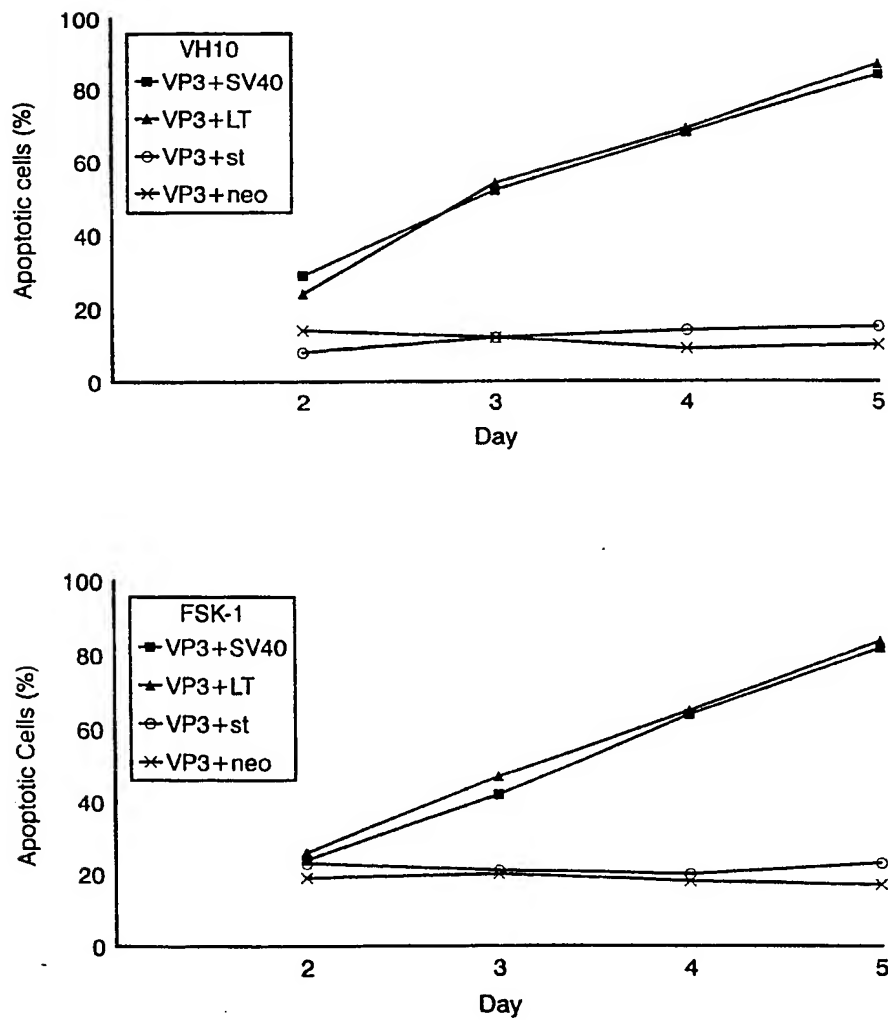 100
80
60
40
20
0
Apoptotic cells (%)
VH10
VP3+SV40
VP3+LT
VP3+st
VP3+neo
2 3 4 5
Day
100
80
60
40
20
0
Apoptotic Cells (%)
FSK-1
VP3+SV40
VP3+LT
VP3+st
VP3+neo
2 3 4 5
Day